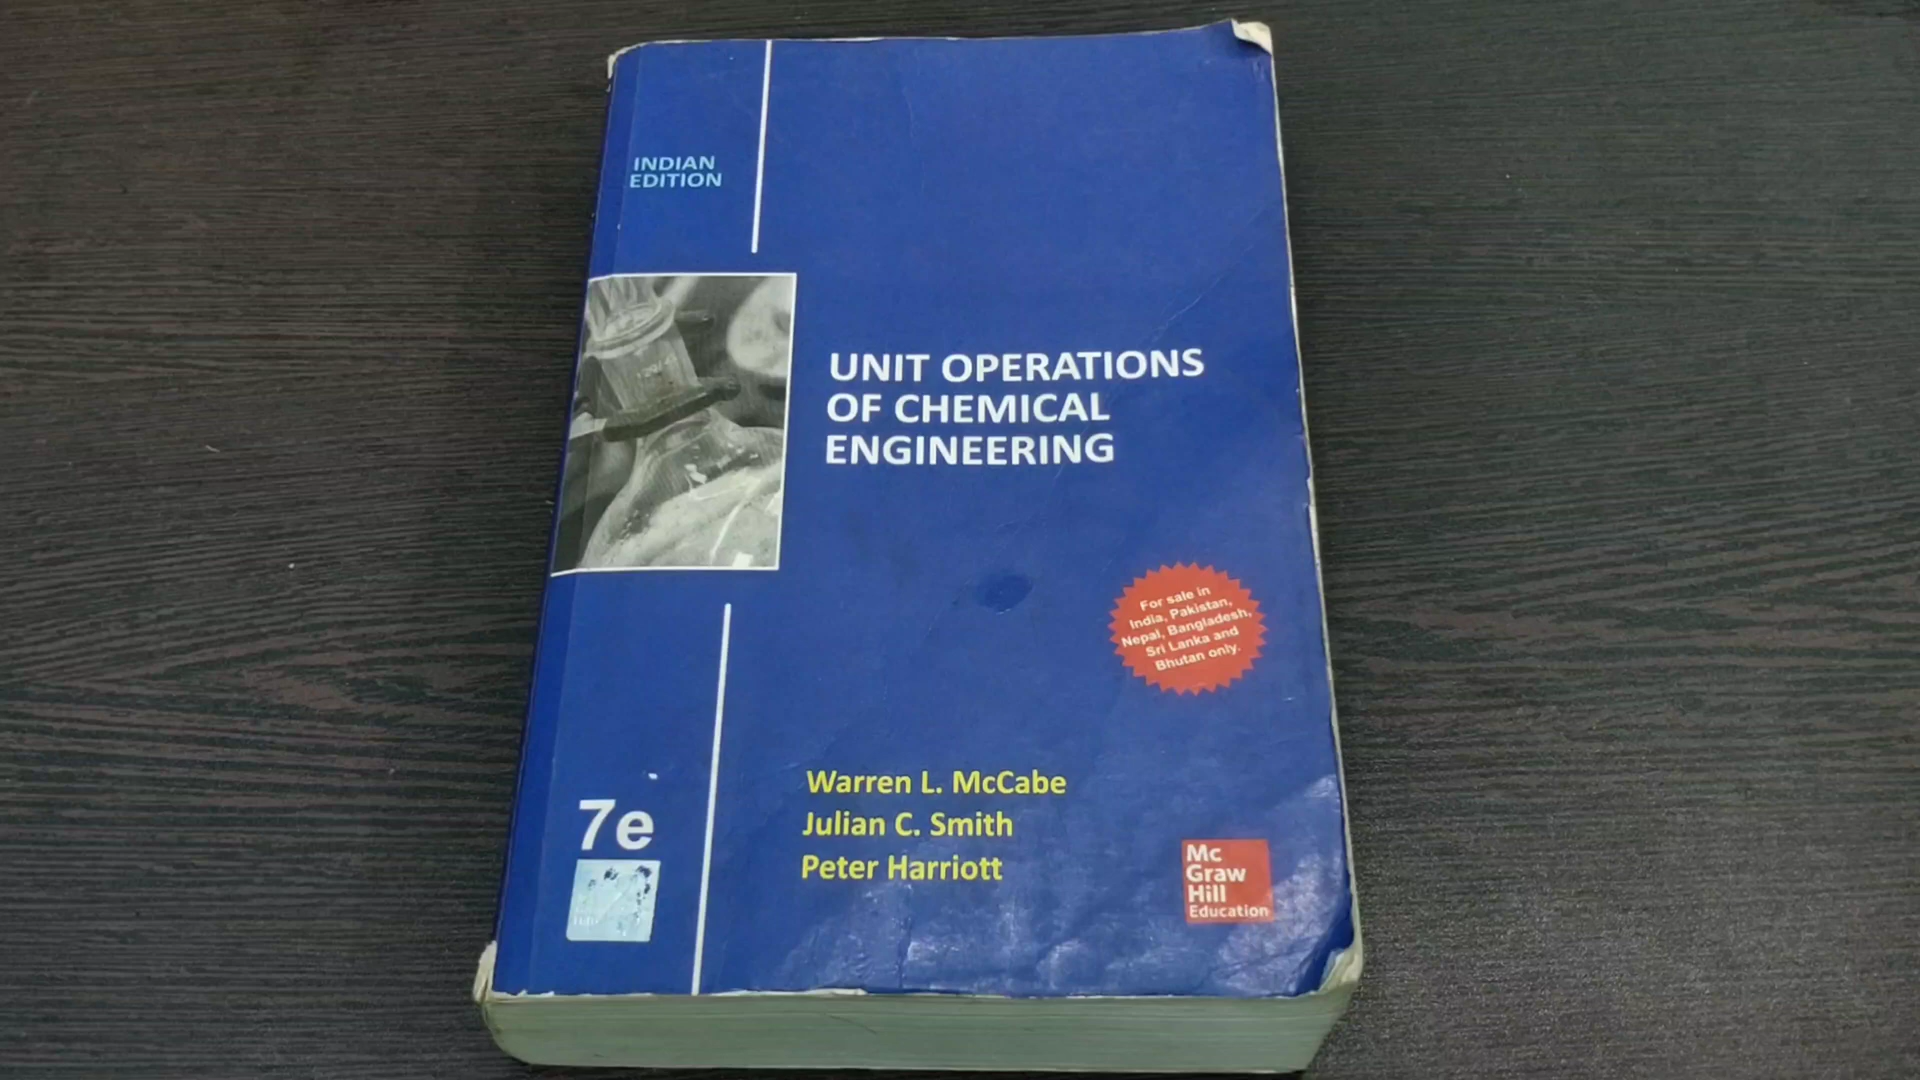 INDIAN
EDITION
UNIT OPERATIONS
OF CHEMICAL
ENGINEERING
For sale in
India, Pakistan,
Nepal, Bangladesh,
Sri Lanka and
Bhutan only.
Warren L. McCabe
Julian C. Smith
Peter Harriott
7e
Mc
Graw
Hill
Education